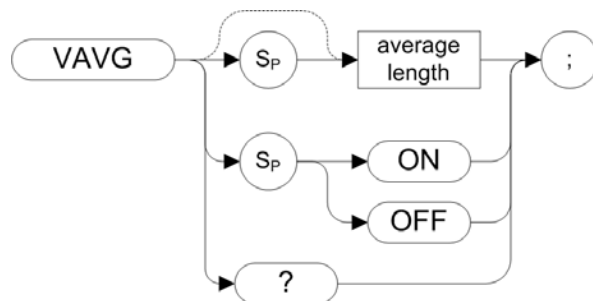 VAVG
SP
average
length
;
SP
ON
OFF
?